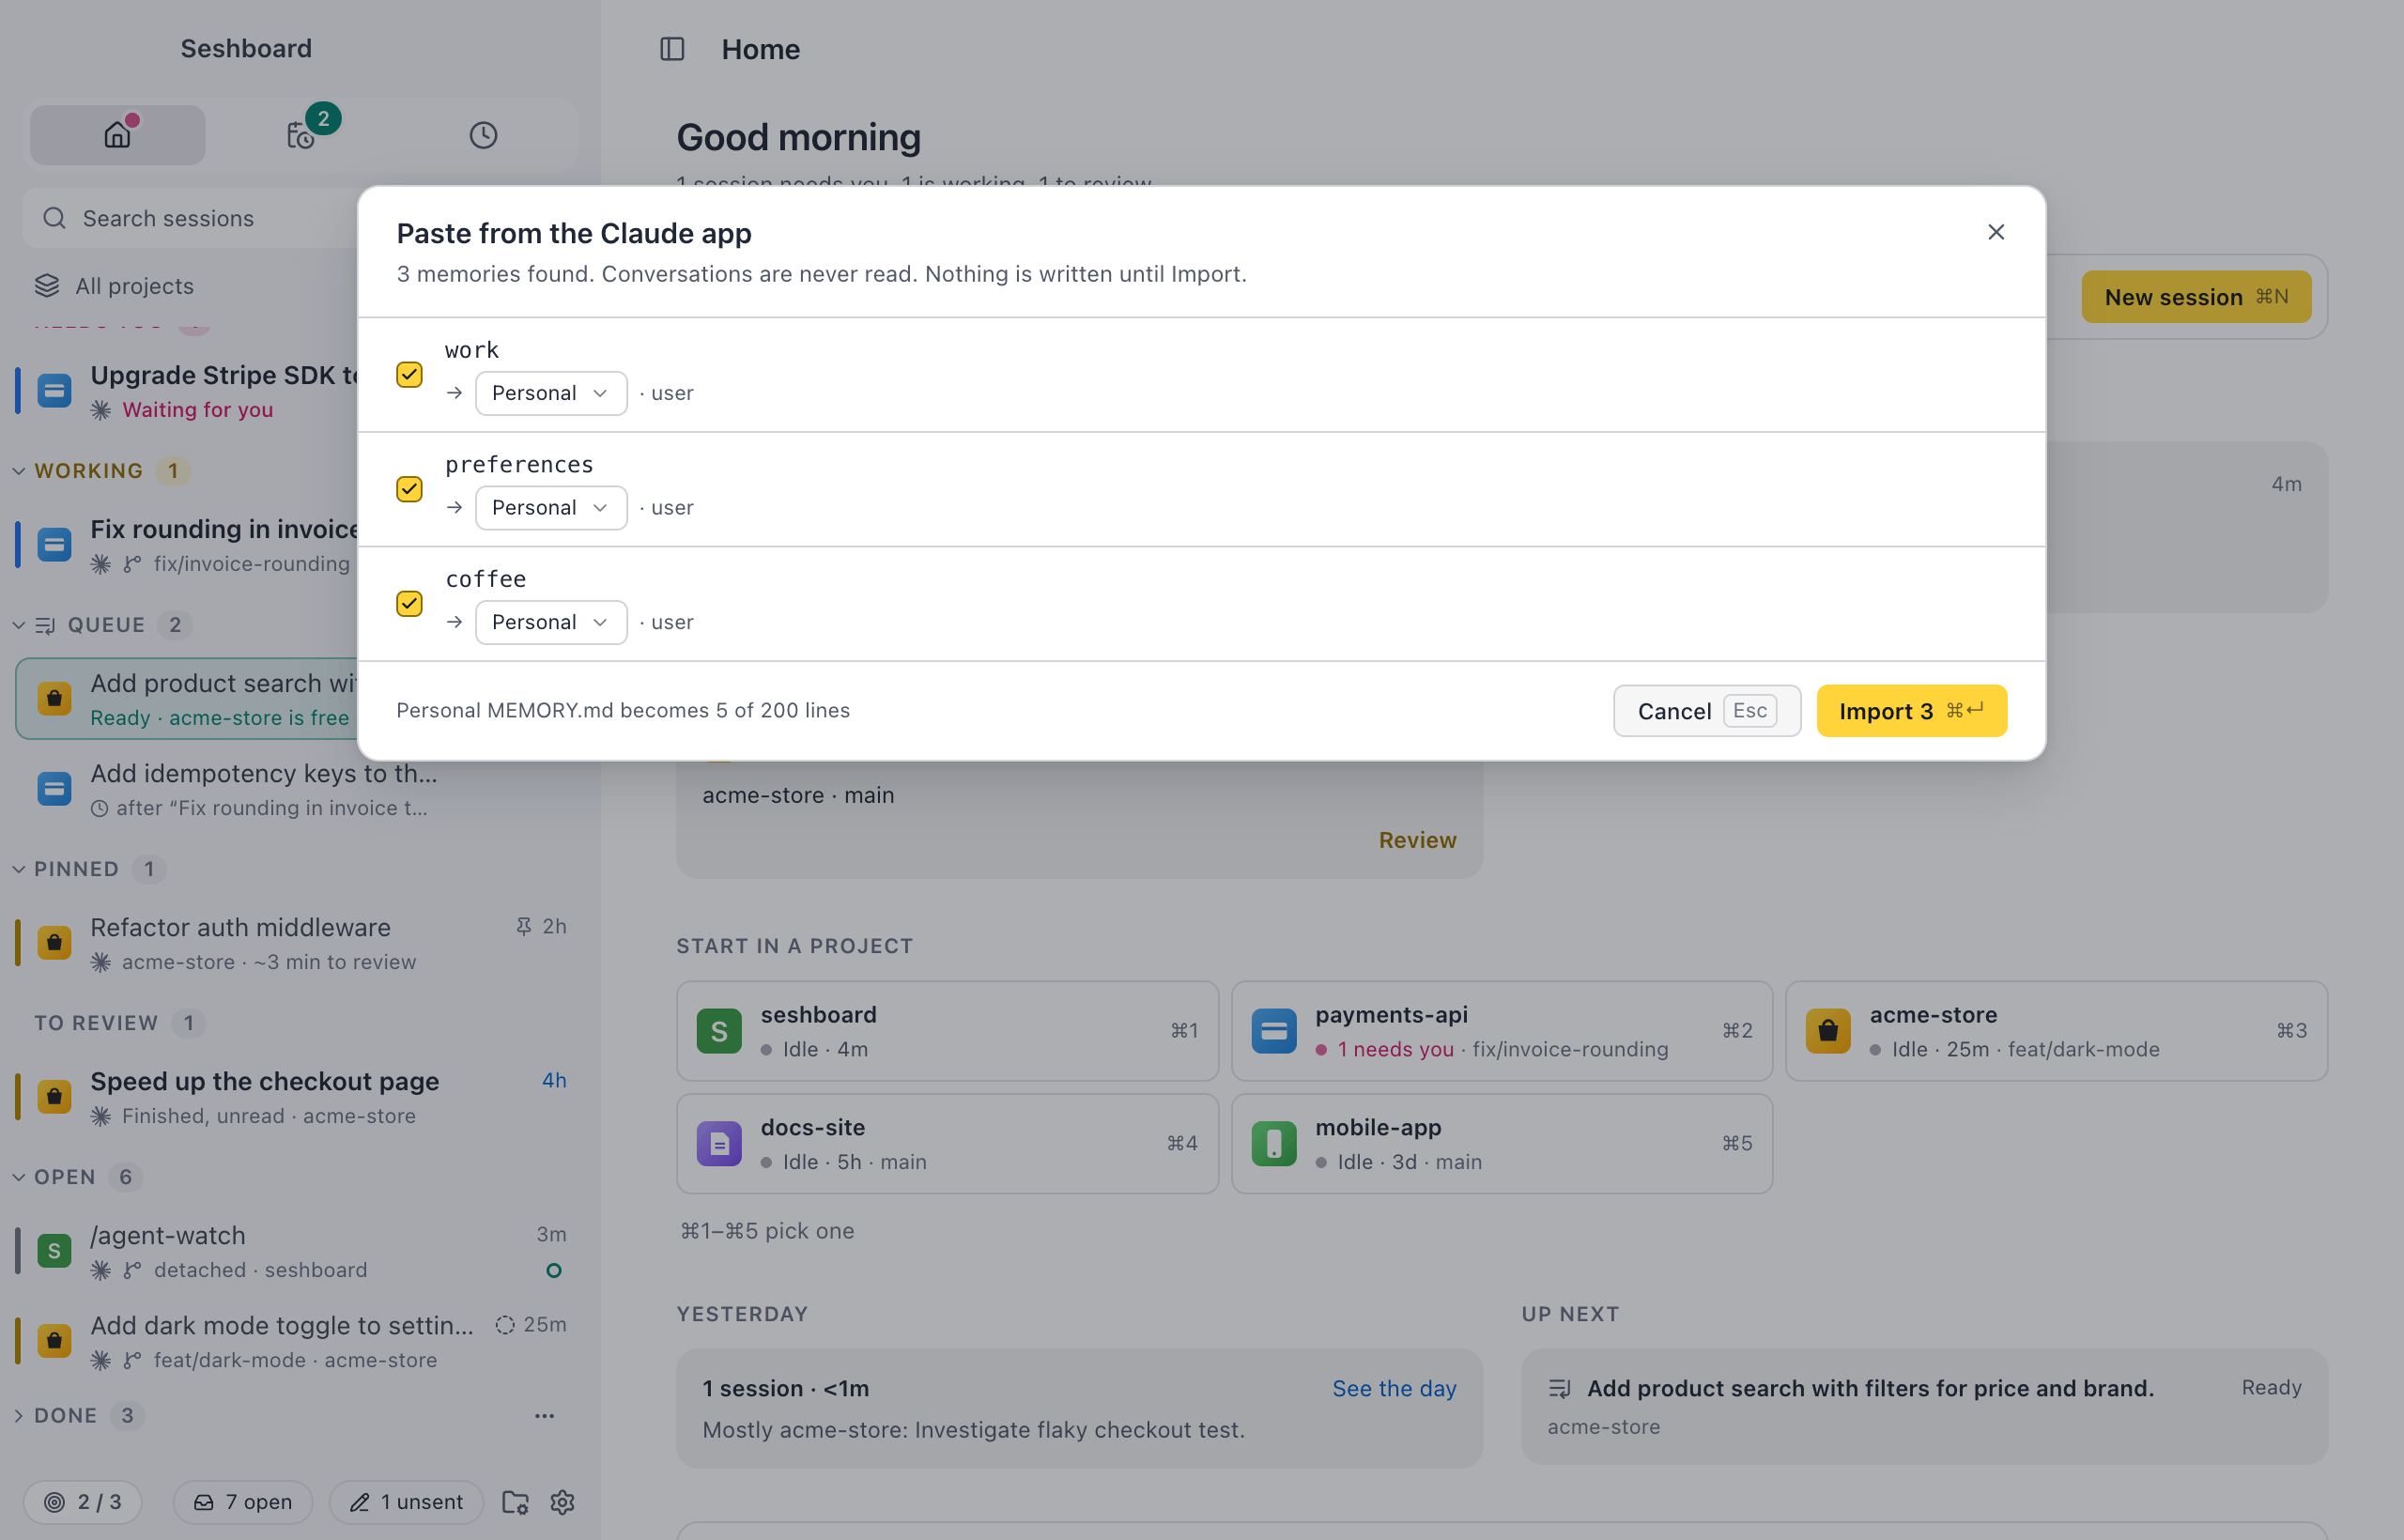 Seshboard
2
Search sessions
All projects
Upgrade Stripe SDK to
Waiting for you
WORKING 1
Fix rounding in invoice
fix/invoice-rounding
QUEUE 2
Add product search wi
Ready · acme-store is free
Add idempotency keys to th...
after “Fix rounding in invoice t...
PINNED 1
Refactor auth middleware 2h
acme-store · ~3 min to review
TO REVIEW 1
Speed up the checkout page 4h
Finished, unread · acme-store
OPEN 6
S /agent-watch 3m
detached · seshboard
Add dark mode toggle to settin... 25m
feat/dark-mode · acme-store
DONE 3
2 / 3 7 open 1 unsent
Home
Good morning
1 session needs you, 1 is working, 1 to review
New session ⌘N
4m
Paste from the Claude app
3 memories found. Conversations are never read. Nothing is written until Import.
work
→ Personal · user
preferences
→ Personal · user
coffee
→ Personal · user
Personal MEMORY.md becomes 5 of 200 lines
Cancel Esc Import 3 ⌘↵
acme-store · main
Review
START IN A PROJECT
S seshboard ⌘1
Idle · 4m
payments-api ⌘2
1 needs you · fix/invoice-rounding
acme-store ⌘3
Idle · 25m · feat/dark-mode
docs-site ⌘4
Idle · 5h · main
mobile-app ⌘5
Idle · 3d · main
⌘1–⌘5 pick one
YESTERDAY
1 session · <1m See the day
Mostly acme-store: Investigate flaky checkout test.
UP NEXT
Add product search with filters for price and brand. Ready
acme-store